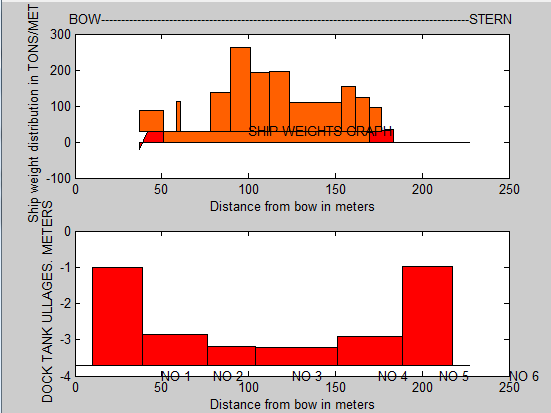 BOW------------------------------------------------------------------------------------------STERN
Ship weight distribution in TONS/MET
300
200
100
0
-100
SHIP WEIGHTS GRAPH
0 50 100 150 200 250
Distance from bow in meters
DOCK TANK ULLAGES. METERS
0
-1
-2
-3
-4
NO 1 NO 2 NO 3 NO 4 NO 5 NO 6
0 50 100 150 200 250
Distance from bow in meters